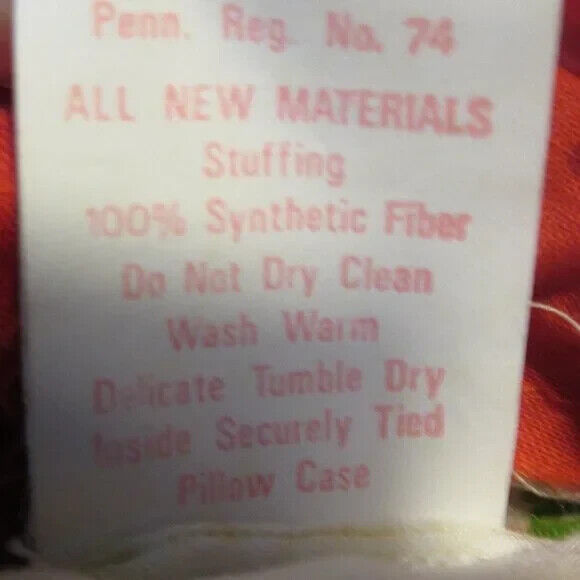 Penn. Reg. No. 74
ALL NEW MATERIALS
Stuffing
100% Synthetic Fiber
Do Not Dry Clean
Wash Warm
Delicate Tumble Dry
Inside Securely Tied
Pillow Case